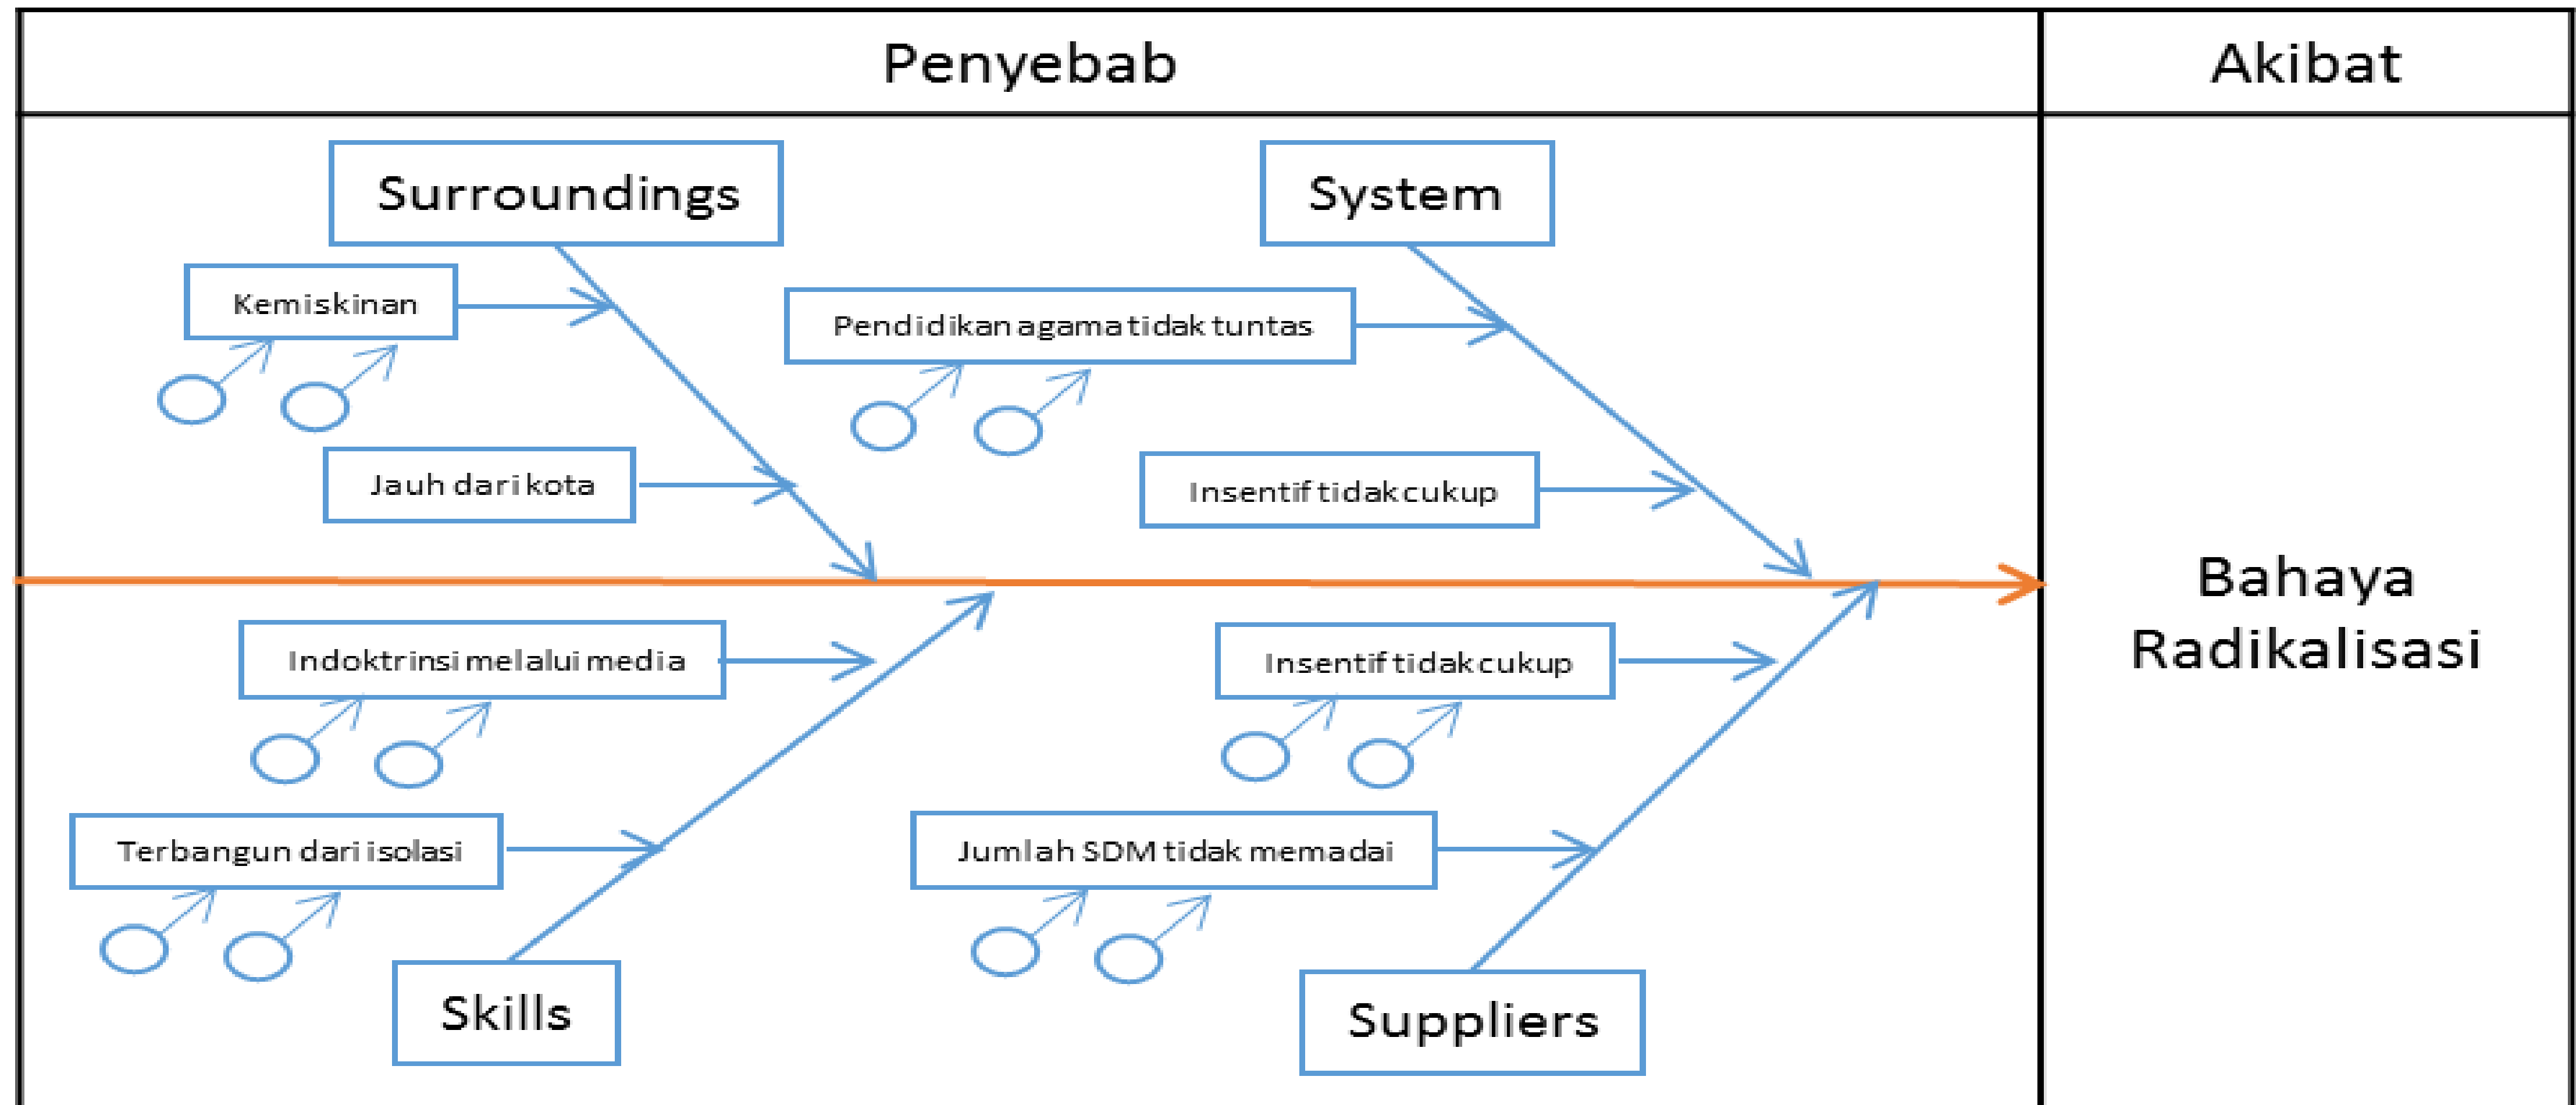 Penyebab
Akibat
Surroundings
System
Kemiskinan
Pendidikan agama tidak tuntas
Jauh dari kota
Insentif tidak cukup
Bahaya
Radikalisasi
Indoktrinsi melalui media
Insentif tidak cukup
Terbangun dari isolasi
Jumlah SDM tidak memadai
Skills
Suppliers